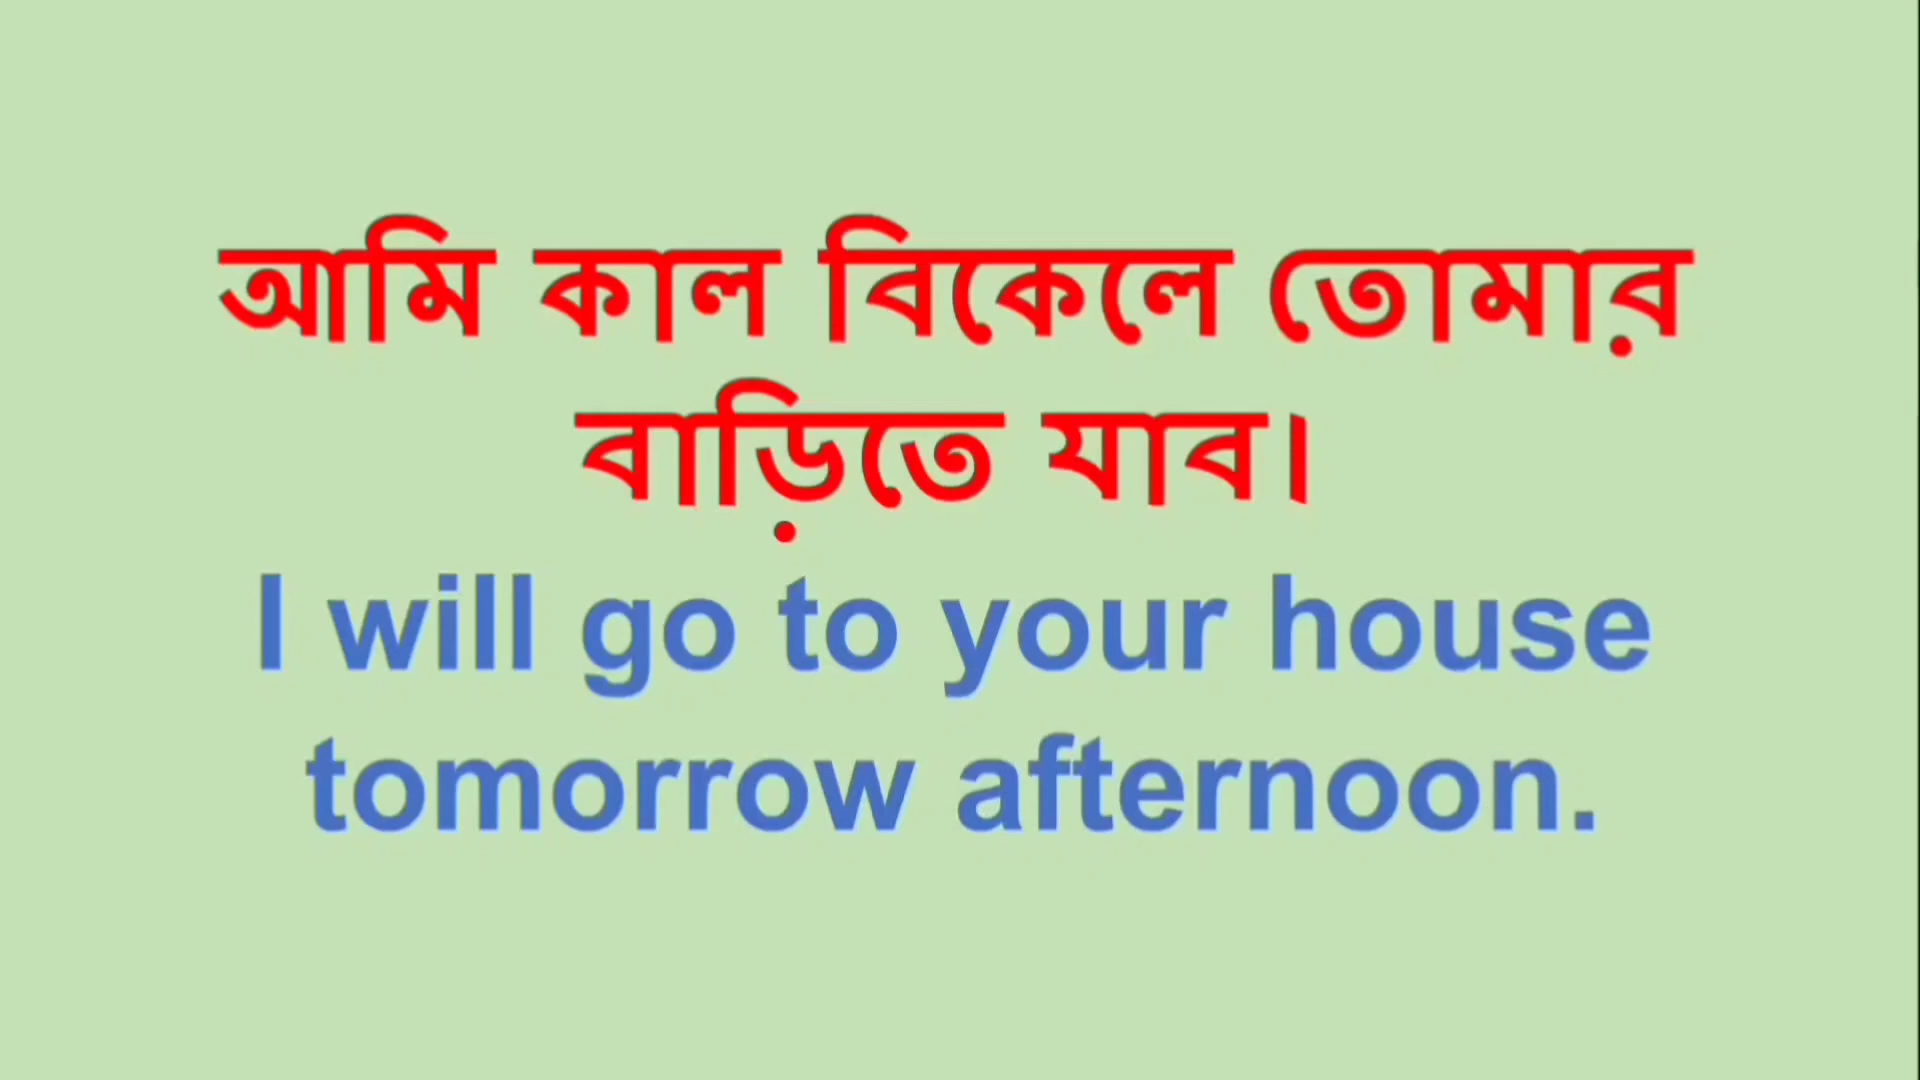 আমি কাল বিকেলে তোমার
বাড়িতে যাব।
I will go to your house
tomorrow afternoon.